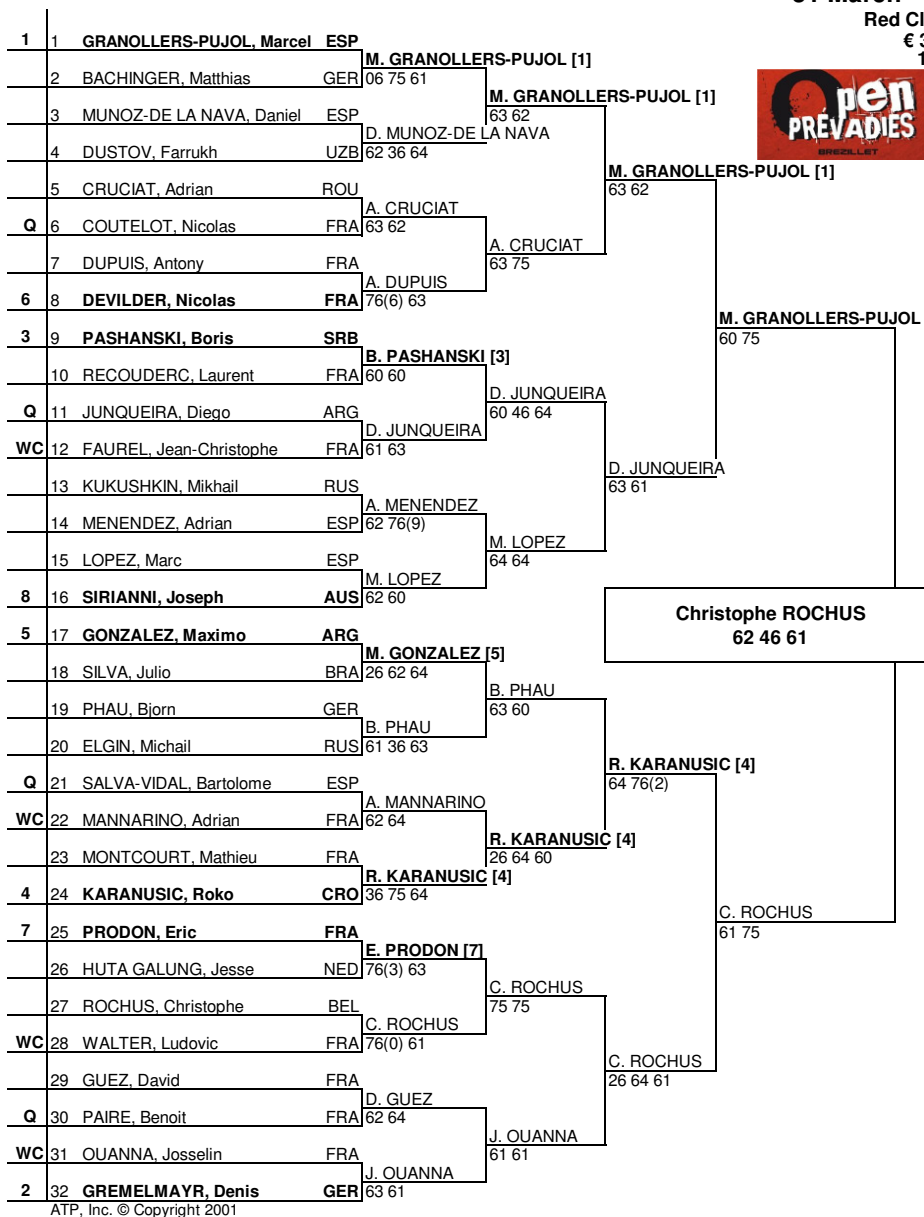 31 March
Red Cl
€ 3
1
Open
PRÉVADIÈS
BREZILLET
1 1 GRANOLLERS-PUJOL, Marcel ESP
M. GRANOLLERS-PUJOL [1]
2 BACHINGER, Matthias GER 06 75 61
M. GRANOLLERS-PUJOL [1]
3 MUNOZ-DE LA NAVA, Daniel ESP 63 62
D. MUNOZ-DE LA NAVA
4 DUSTOV, Farrukh UZB 62 36 64
M. GRANOLLERS-PUJOL [1]
5 CRUCIAT, Adrian ROU 63 62
A. CRUCIAT
Q 6 COUTELOT, Nicolas FRA 63 62
A. CRUCIAT
7 DUPUIS, Antony FRA 63 75
A. DUPUIS
6 8 DEVILDER, Nicolas FRA 76(6) 63
M. GRANOLLERS-PUJOL
3 9 PASHANSKI, Boris SRB 60 75
B. PASHANSKI [3]
10 RECOUDERC, Laurent FRA 60 60
D. JUNQUEIRA
Q 11 JUNQUEIRA, Diego ARG 60 46 64
D. JUNQUEIRA
WC 12 FAUREL, Jean-Christophe FRA 61 63
D. JUNQUEIRA
13 KUKUSHKIN, Mikhail RUS 63 61
A. MENENDEZ
14 MENENDEZ, Adrian ESP 62 76(9)
M. LOPEZ
15 LOPEZ, Marc ESP 64 64
M. LOPEZ
8 16 SIRIANNI, Joseph AUS 62 60
Christophe ROCHUS
62 46 61
5 17 GONZALEZ, Maximo ARG
M. GONZALEZ [5]
18 SILVA, Julio BRA 26 62 64
B. PHAU
19 PHAU, Bjorn GER 63 60
B. PHAU
20 ELGIN, Michail RUS 61 36 63
R. KARANUSIC [4]
Q 21 SALVA-VIDAL, Bartolome ESP 64 76(2)
A. MANNARINO
WC 22 MANNARINO, Adrian FRA 62 64
R. KARANUSIC [4]
23 MONTCOURT, Mathieu FRA 26 64 60
R. KARANUSIC [4]
4 24 KARANUSIC, Roko CRO 36 75 64
C. ROCHUS
7 25 PRODON, Eric FRA 61 75
E. PRODON [7]
26 HUTA GALUNG, Jesse NED 76(3) 63
C. ROCHUS
27 ROCHUS, Christophe BEL 75 75
C. ROCHUS
WC 28 WALTER, Ludovic FRA 76(0) 61
C. ROCHUS
29 GUEZ, David FRA 26 64 61
D. GUEZ
Q 30 PAIRE, Benoit FRA 62 64
J. OUANNA
WC 31 OUANNA, Josselin FRA 61 61
J. OUANNA
2 32 GREMELMAYR, Denis GER 63 61
ATP, Inc. © Copyright 2001